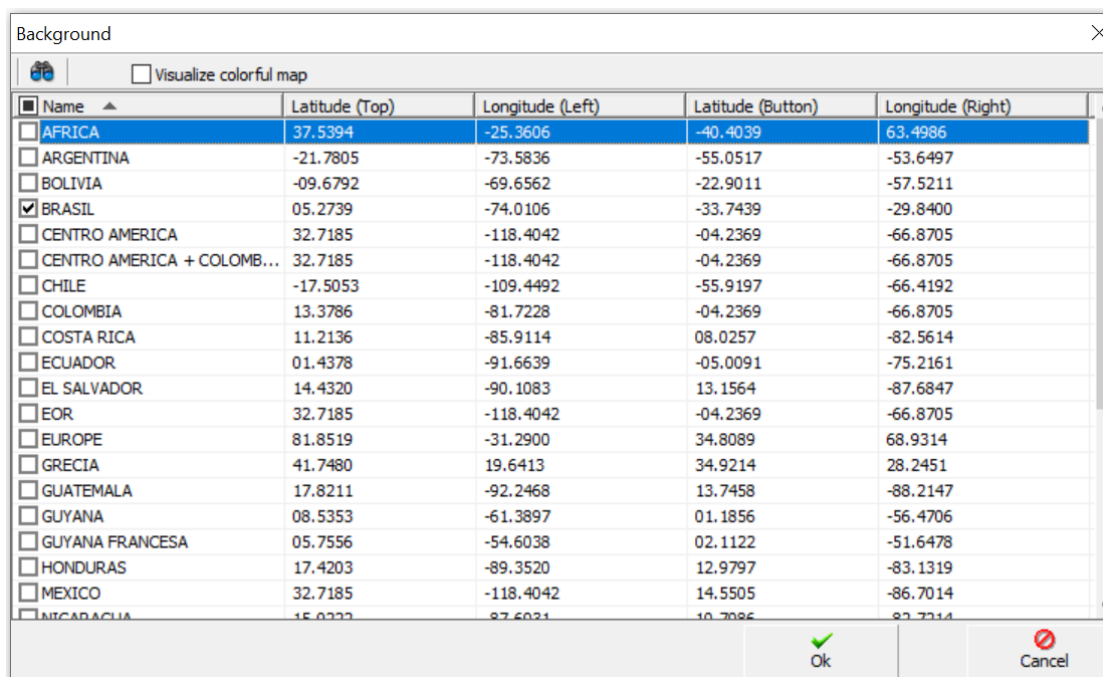 Background
Visualize colorful map
Name Latitude (Top) Longitude (Left) Latitude (Button) Longitude (Right)
AFRICA 37.5394 -25.3606 -40.4039 63.4986
ARGENTINA -21.7805 -73.5836 -55.0517 -53.6497
BOLIVIA -09.6792 -69.6562 -22.9011 -57.5211
BRASIL 05.2739 -74.0106 -33.7439 -29.8400
CENTRO AMERICA 32.7185 -118.4042 -04.2369 -66.8705
CENTRO AMERICA + COLOMB... 32.7185 -118.4042 -04.2369 -66.8705
CHILE -17.5053 -109.4492 -55.9197 -66.4192
COLOMBIA 13.3786 -81.7228 -04.2369 -66.8705
COSTA RICA 11.2136 -85.9114 08.0257 -82.5614
ECUADOR 01.4378 -91.6639 -05.0091 -75.2161
EL SALVADOR 14.4320 -90.1083 13.1564 -87.6847
EOR 32.7185 -118.4042 -04.2369 -66.8705
EUROPE 81.8519 -31.2900 34.8089 68.9314
GRECIA 41.7480 19.6413 34.9214 28.2451
GUATEMALA 17.8211 -92.2468 13.7458 -88.2147
GUYANA 08.5353 -61.3897 01.1856 -56.4706
GUYANA FRANCESA 05.7556 -54.6038 02.1122 -51.6478
HONDURAS 17.4203 -89.3520 12.9797 -83.1319
MEXICO 32.7185 -118.4042 14.5505 -86.7014
NICARAGUA
Ok Cancel